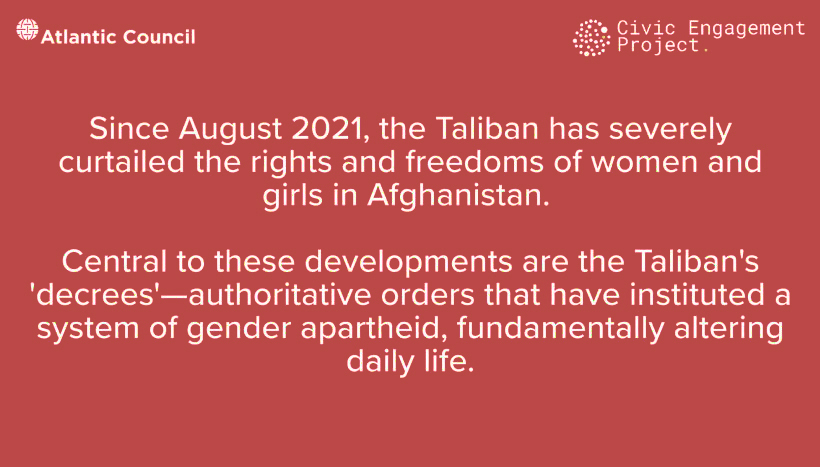 Atlantic Council
Civic Engagement
Project.
Since August 2021, the Taliban has severely
curtailed the rights and freedoms of women and
girls in Afghanistan.
Central to these developments are the Taliban's
'decrees'—authoritative orders that have instituted a
system of gender apartheid, fundamentally altering
daily life.